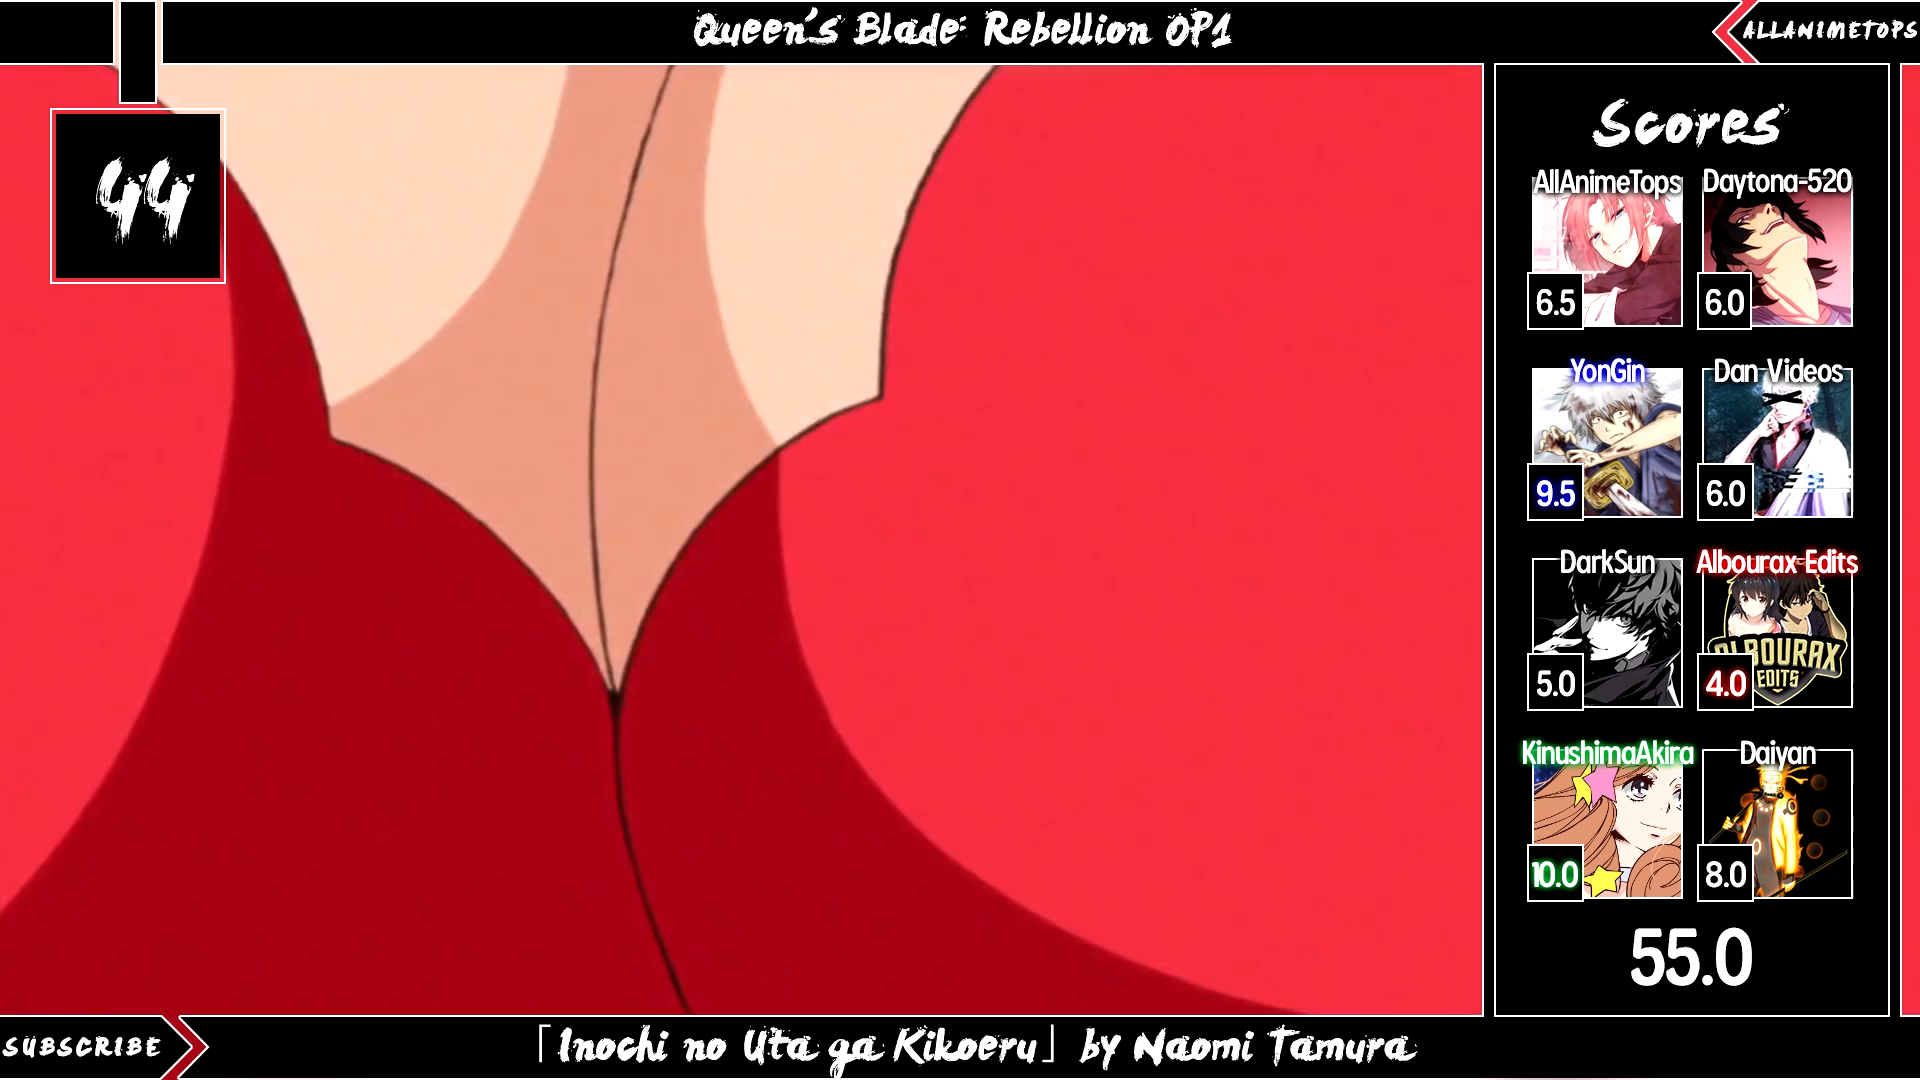 Queen's Blade: Rebellion OP1
ALLANIMETOPS
44
Scores
AllAnimeTops
6.5
Daytona-520
6.0
YonGin
9.5
Dan Videos
6.0
DarkSun
5.0
Albourax Edits
ALBOURAX
EDITS
4.0
KinushimaAkira
10.0
Daiyan
8.0
55.0
SUBSCRIBE
「Inochi no Uta ga Kikoeru」 by Naomi Tamura